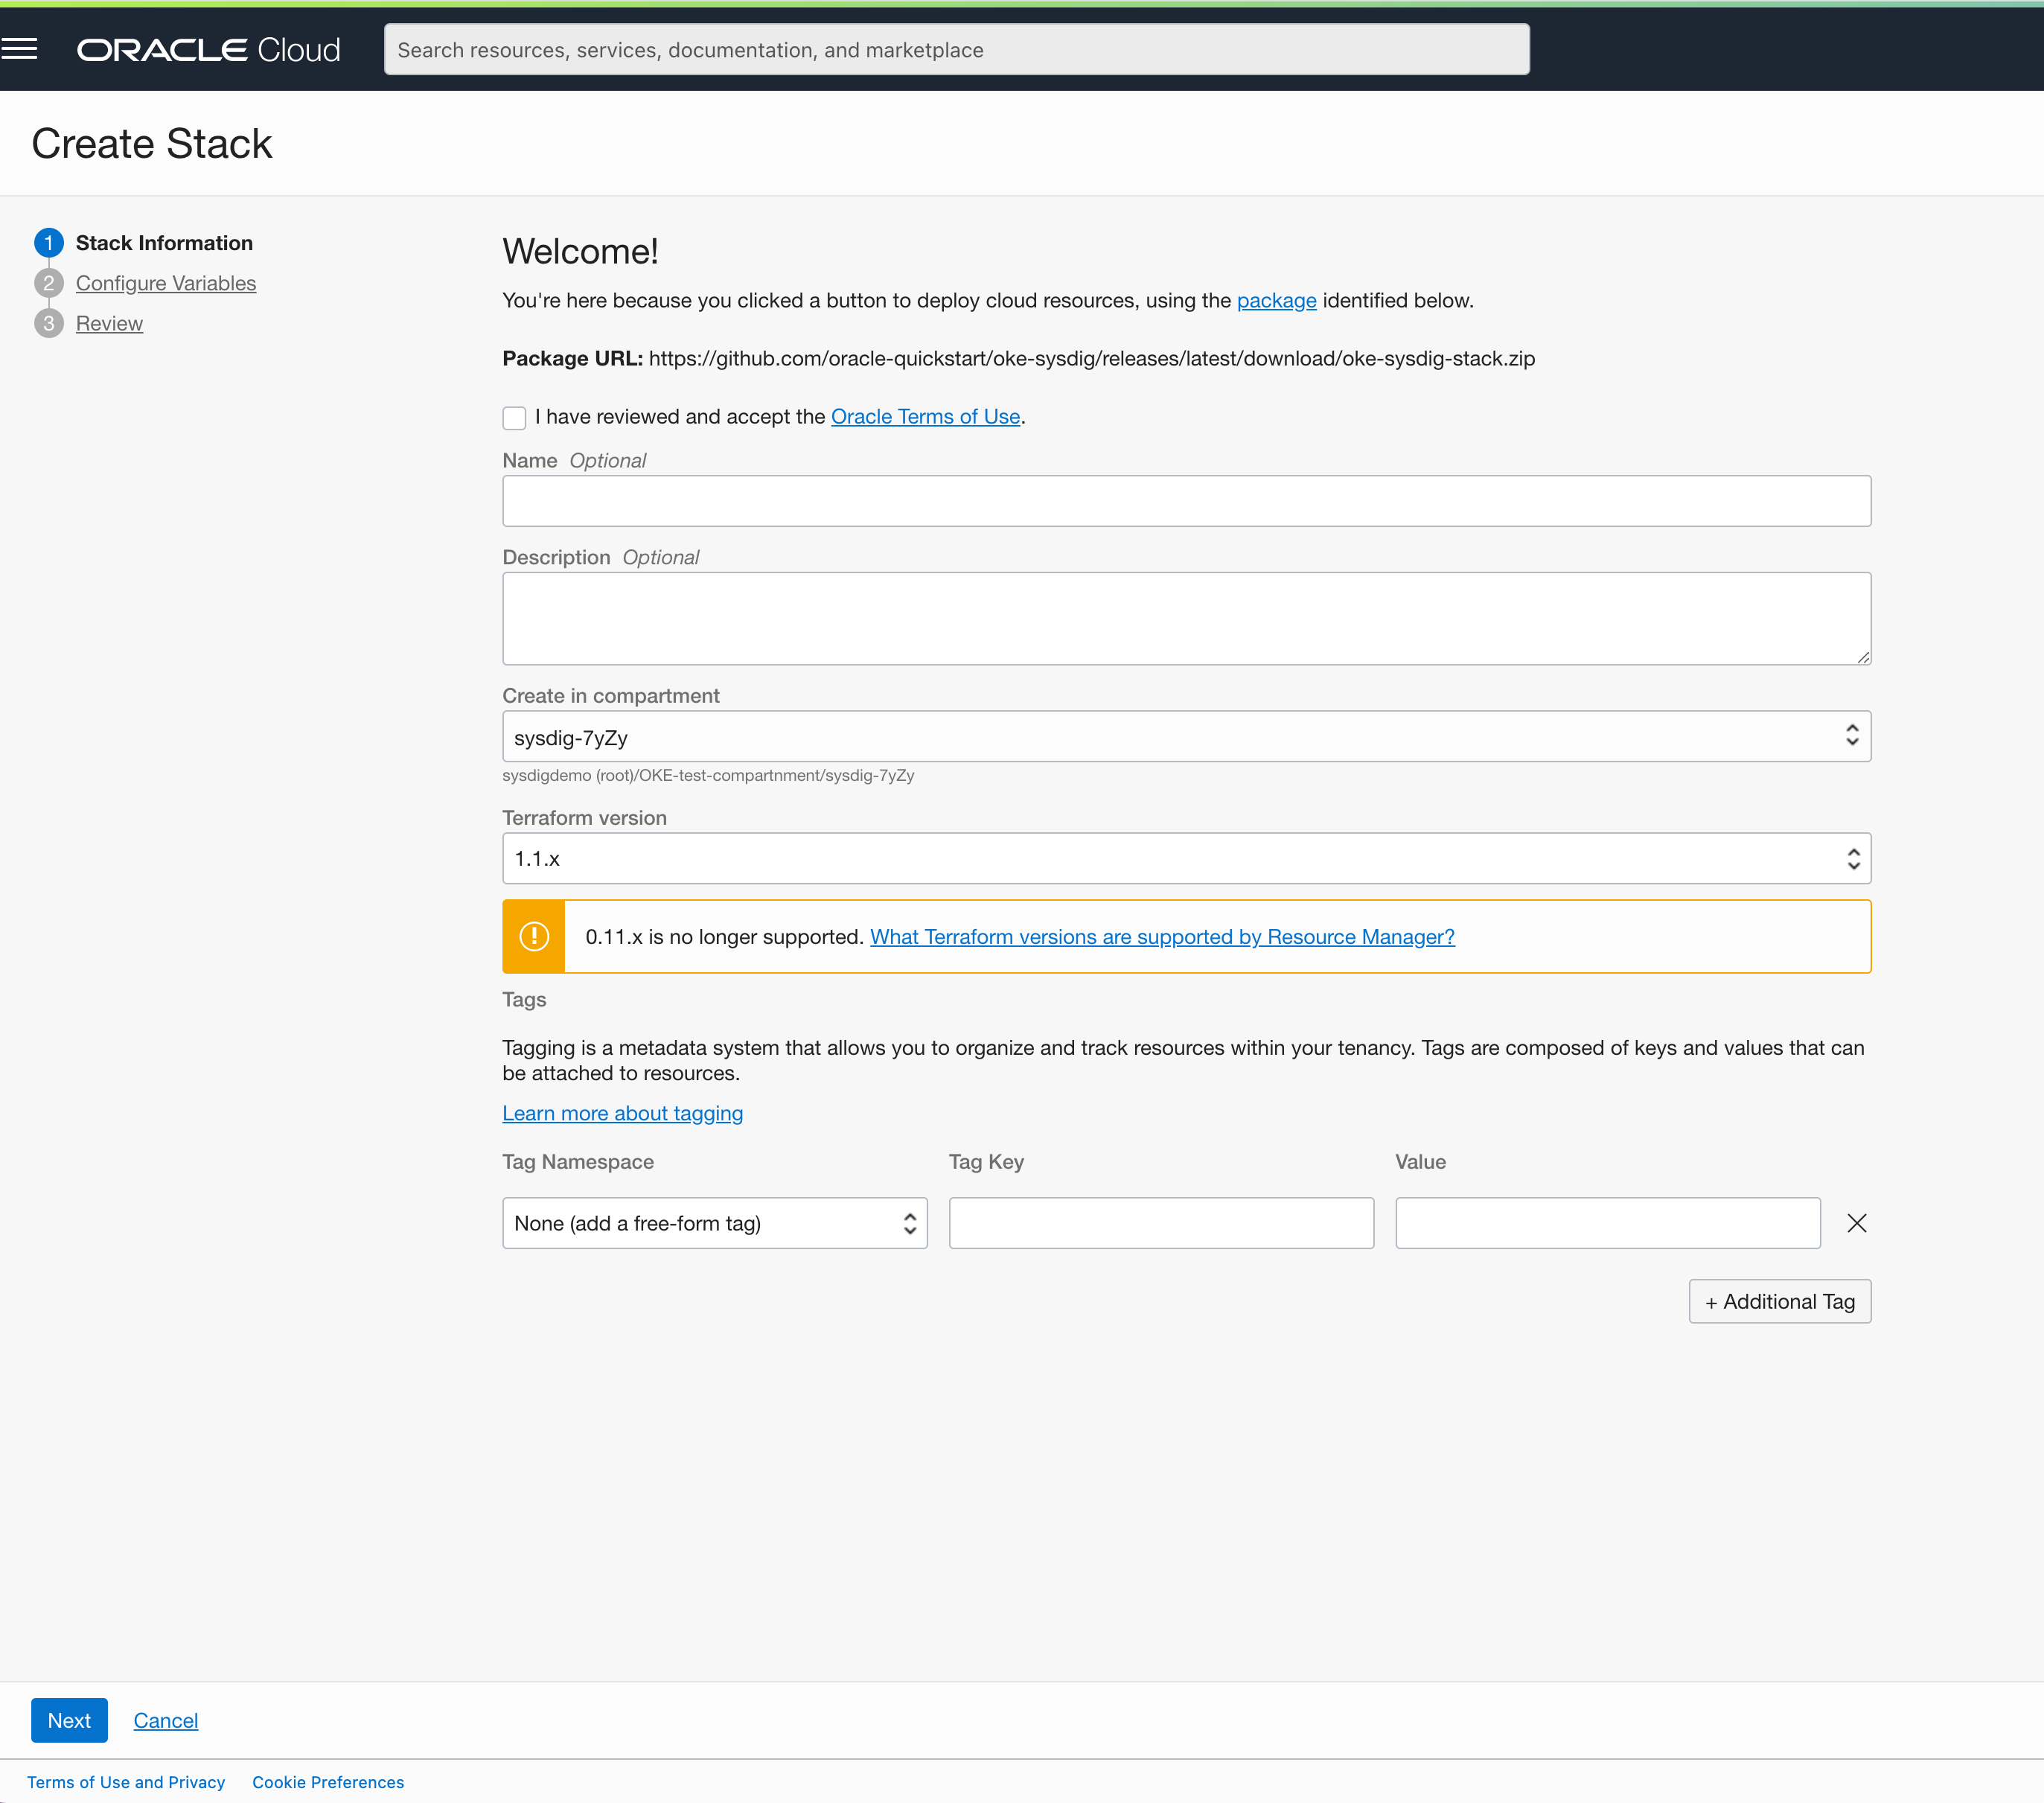 ORACLE Cloud
Search resources, services, documentation, and marketplace
Create Stack
1 Stack Information
2 Configure Variables
3 Review
Welcome!
You're here because you clicked a button to deploy cloud resources, using the package identified below.
Package URL: https://github.com/oracle-quickstart/oke-sysdig/releases/latest/download/oke-sysdig-stack.zip
I have reviewed and accept the Oracle Terms of Use.
Name Optional
Description Optional
Create in compartment
sysdig-7yZy
sysdigdemo (root)/OKE-test-compartnment/sysdig-7yZy
Terraform version
1.1.x
0.11.x is no longer supported. What Terraform versions are supported by Resource Manager?
Tags
Tagging is a metadata system that allows you to organize and track resources within your tenancy. Tags are composed of keys and values that can
be attached to resources.
Learn more about tagging
Tag Namespace Tag Key Value
None (add a free-form tag)
+ Additional Tag
Next Cancel
Terms of Use and Privacy Cookie Preferences